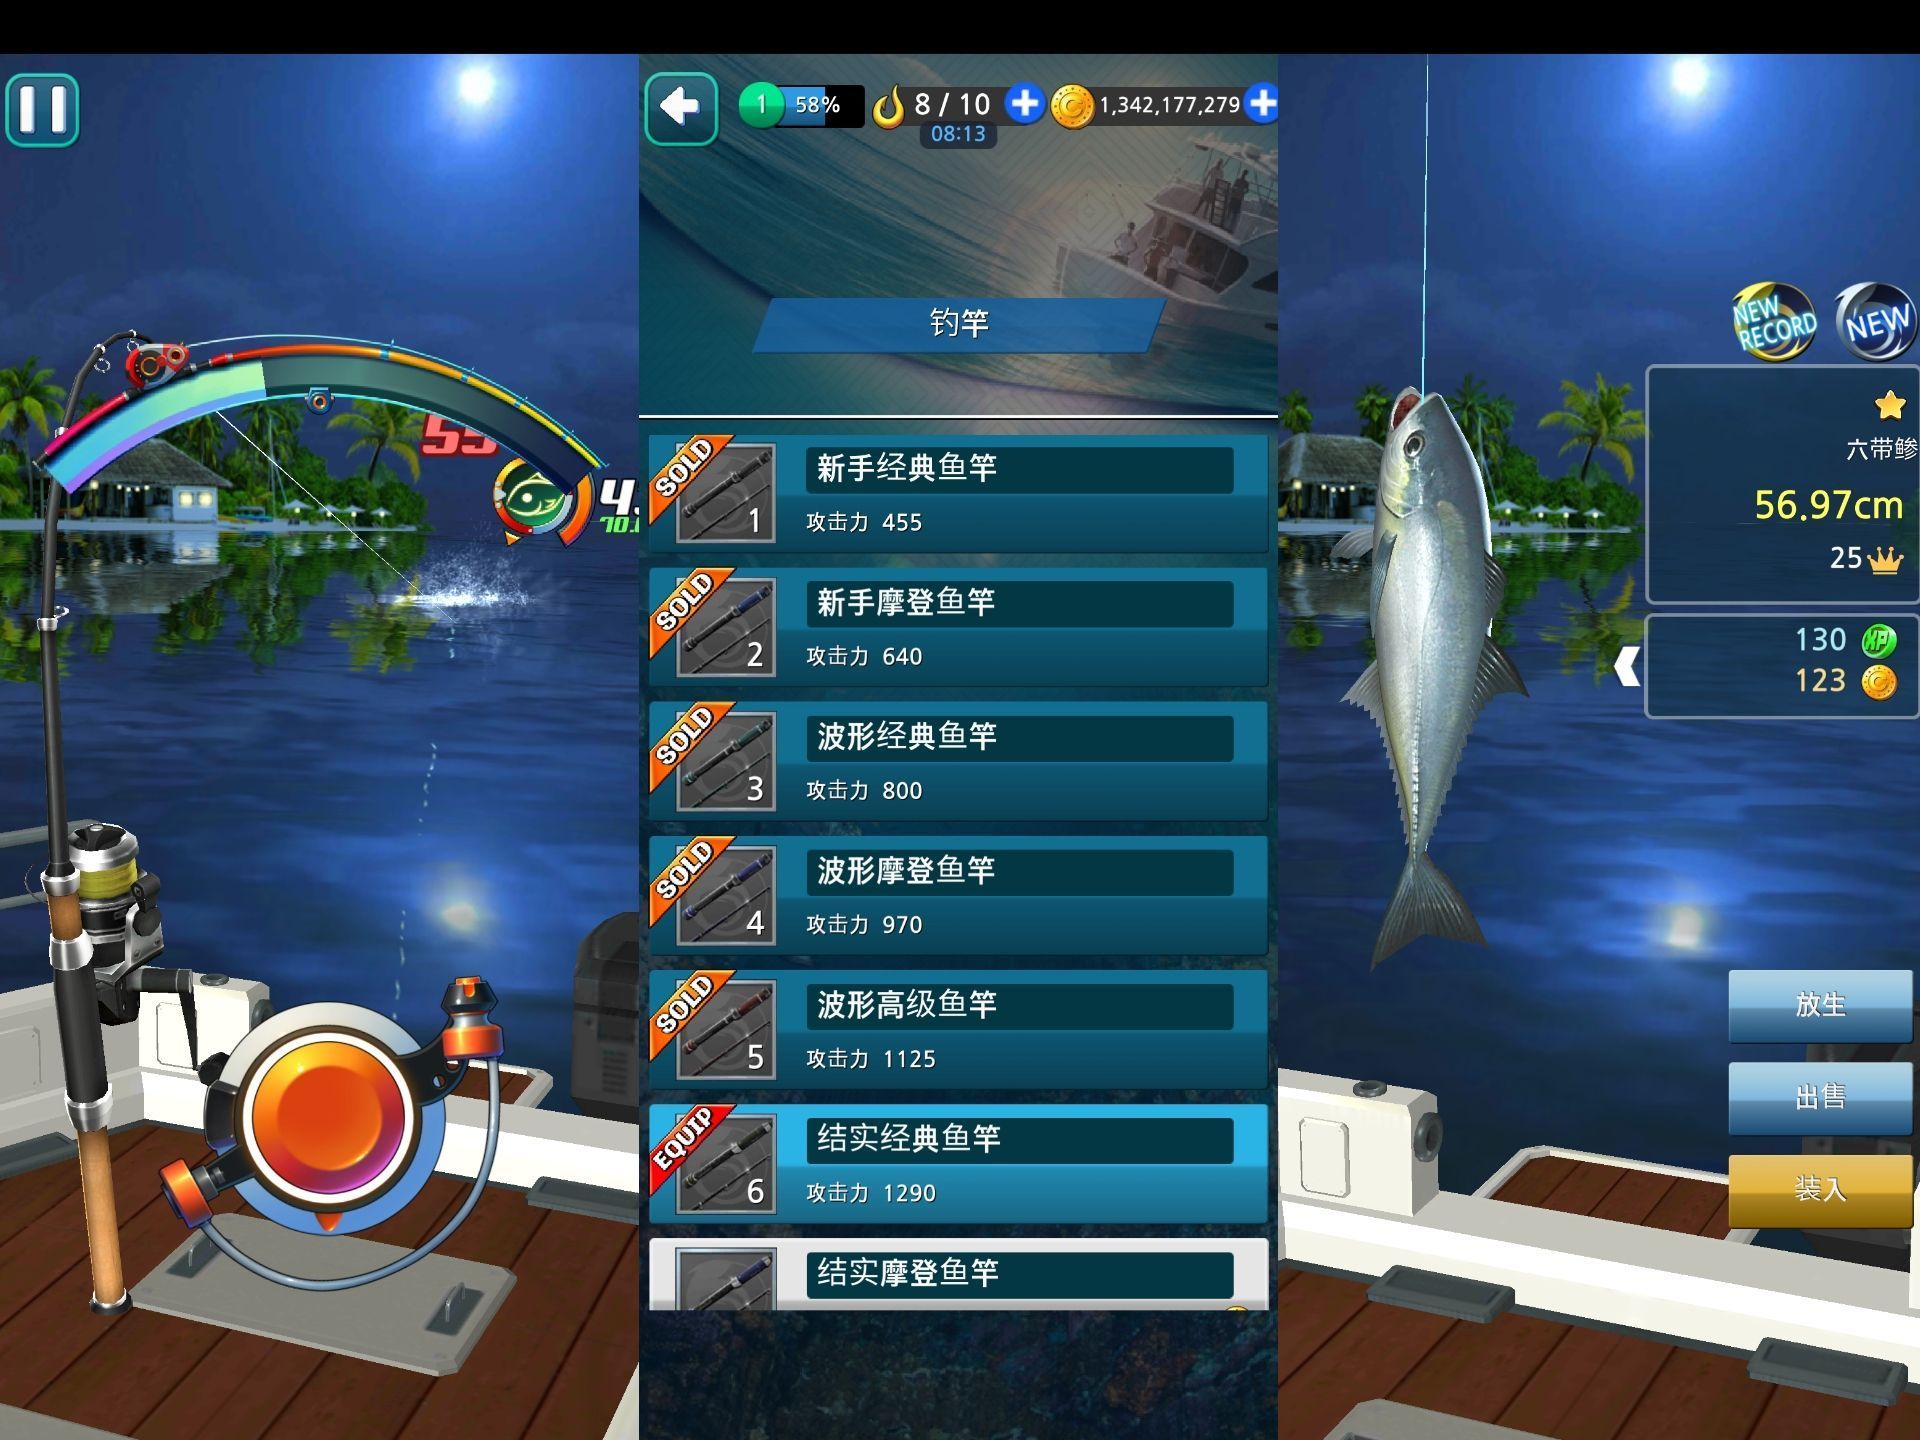 55
1
58%
8 / 10
1,342,177,279
08:13
钓竿
SOLD
1
新手经典鱼竿
攻击力 455
SOLD
2
新手摩登鱼竿
攻击力 640
SOLD
3
波形经典鱼竿
攻击力 800
SOLD
4
波形摩登鱼竿
攻击力 970
SOLD
5
波形高级鱼竿
攻击力 1125
EQUIP
6
结实经典鱼竿
攻击力 1290
结实摩登鱼竿
NEW RECORD
NEW
六带鲹
56.97cm
25
130 XP
123
放生
出售
装入